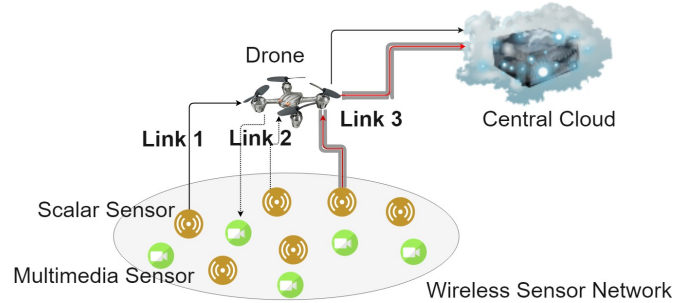 Drone
Link 1
Link 2
Link 3
Central Cloud
Scalar Sensor
Multimedia Sensor
Wireless Sensor Network